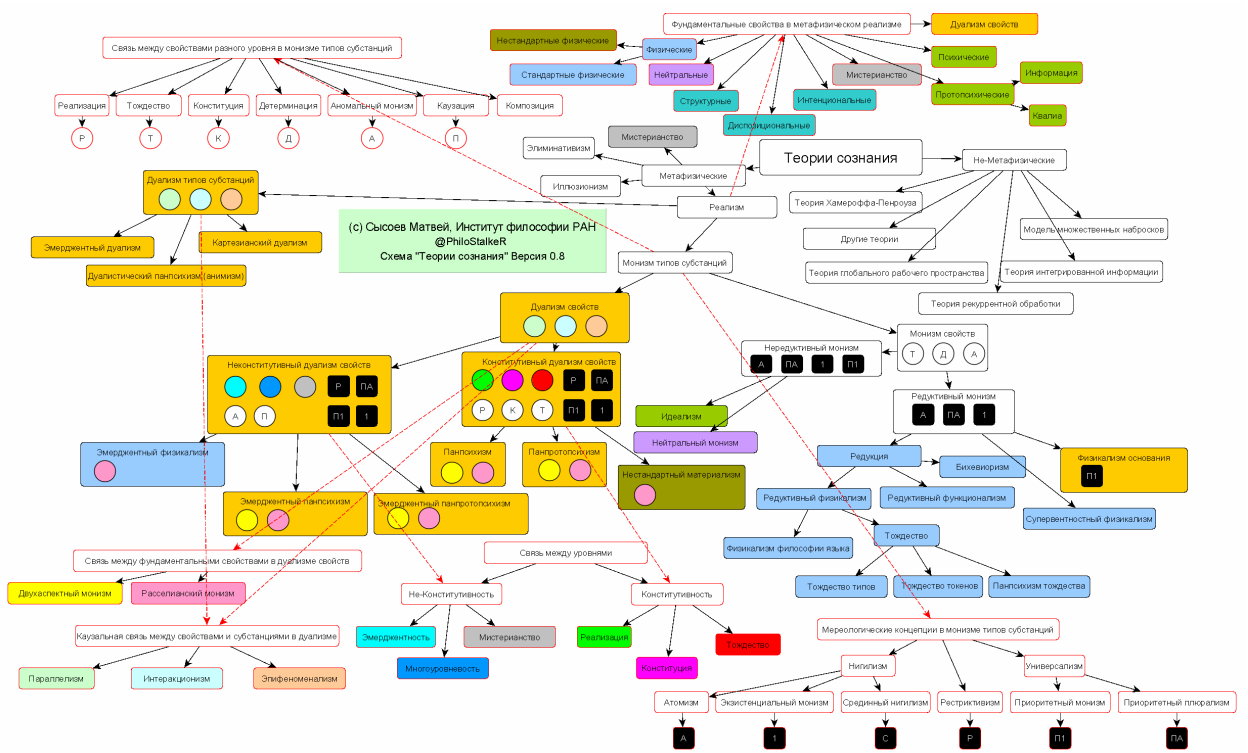 Фундаментальные свойства в метафизическом реализме
Дуализм свойств
Связь между свойствами разного уровня в монизме типов субстанций
Нестандартные физические
Физические
Психические
Стандартные физические
Нейтральные
Мистерианство
Информация
Реализация
Тождество
Конституция
Детерминация
Аномальный монизм
Каузация
Композиция
Структурные
Интенциональные
Протопсихические
Диспозициональные
Квалиа
Р
Т
К
Д
А
П
Мистерианство
Элиминативизм
Теории сознания
Не-Метафизические
Иллюзионизм
Метафизические
Дуализм типов субстанций
Реализм
Теория Хамероффа-Пенроуза
Эмерджентный дуализм
Картезианский дуализм
Дуалистический панпсихизм (анимизм)
(с) Сысоев Матвей, Институт философии РАН
@PhiloStalkeR
Схема "Теории сознания" Версия 0.8
Другие теории
Модель множественных набросков
Монизм типов субстанций
Теория глобального рабочего пространства
Теория интегрированной информации
Теория рекуррентной обработки
Дуализм свойств
Монизм свойств
Т
Д
А
Нередуктивный монизм
А
ПА
1
П1
Неконститутивный дуализм свойств
Р
ПА
А
П
П1
1
Конститутивный дуализм свойств
Р
ПА
Р
К
Т
П1
1
Редуктивный монизм
А
ПА
1
Идеализм
Нейтральный монизм
Эмерджентный физикализм
Панпсихизм
Панпротопсихизм
Нестандартный материализм
Редукция
Бихевиоризм
Физикализм основания
П1
Эмерджентный панпсихизм
Эмерджентный панпротопсихизм
Редуктивный физикализм
Редуктивный функционализм
Супервентностный физикализм
Физикализм философии языка
Тождество
Связь между фундаментальными свойствами в дуализме свойств
Связь между уровнями
Двухаспектный монизм
Расселианский монизм
Не-Конститутивность
Конститутивность
Тождество типов
Тождество токенов
Панпсихизм тождества
Каузальная связь между свойствами и субстанциями в дуализме
Эмерджентность
Мистерианство
Реализация
Тождество
Мереологические концепции в монизме типов субстанций
Параллелизм
Интеракционизм
Эпифеноменализм
Многоуровневость
Конституция
Нигилизм
Универсализм
Атомизм
Экзистенциальный монизм
Срединный нигилизм
Рестриктивизм
Приоритетный монизм
Приоритетный плюрализм
А
1
С
Р
П1
ПА